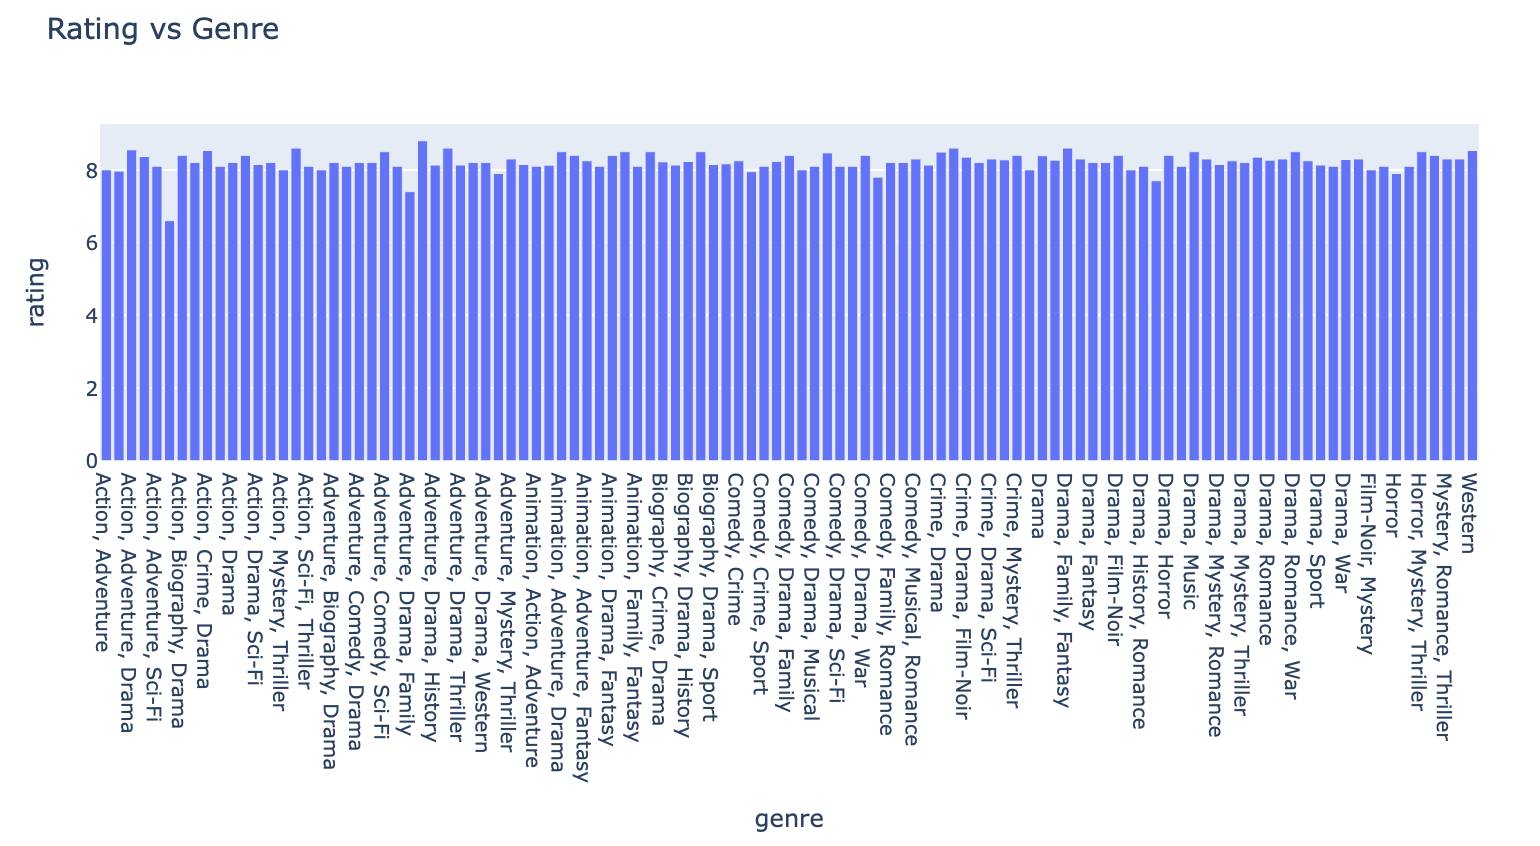 Rating vs Genre
8
6
4
2
0
rating
Action, Adventure
Action, Adventure, Drama
Action, Adventure, Sci-Fi
Action, Biography, Drama
Action, Crime, Drama
Action, Drama
Action, Drama, Sci-Fi
Action, Mystery, Thriller
Action, Sci-Fi, Thriller
Adventure, Biography, Drama
Adventure, Comedy, Drama
Adventure, Comedy, Sci-Fi
Adventure, Drama, Family
Adventure, Drama, History
Adventure, Drama, Thriller
Adventure, Drama, Western
Adventure, Mystery, Thriller
Animation, Action, Adventure
Animation, Adventure, Drama
Animation, Adventure, Fantasy
Animation, Drama, Fantasy
Animation, Family, Fantasy
Biography, Crime, Drama
Biography, Drama, History
Biography, Drama, Sport
Comedy, Crime
Comedy, Crime, Sport
Comedy, Drama, Family
Comedy, Drama, Musical
Comedy, Drama, Sci-Fi
Comedy, Drama, War
Comedy, Family, Romance
Comedy, Musical, Romance
Crime, Drama
Crime, Drama, Film-Noir
Crime, Drama, Sci-Fi
Crime, Mystery, Thriller
Drama
Drama, Family, Fantasy
Drama, Fantasy
Drama, Film-Noir
Drama, History, Romance
Drama, Horror
Drama, Music
Drama, Mystery, Romance
Drama, Mystery, Thriller
Drama, Romance
Drama, Romance, War
Drama, Sport
Drama, War
Film-Noir, Mystery
Horror
Horror, Mystery, Thriller
Mystery, Romance, Thriller
Western
genre